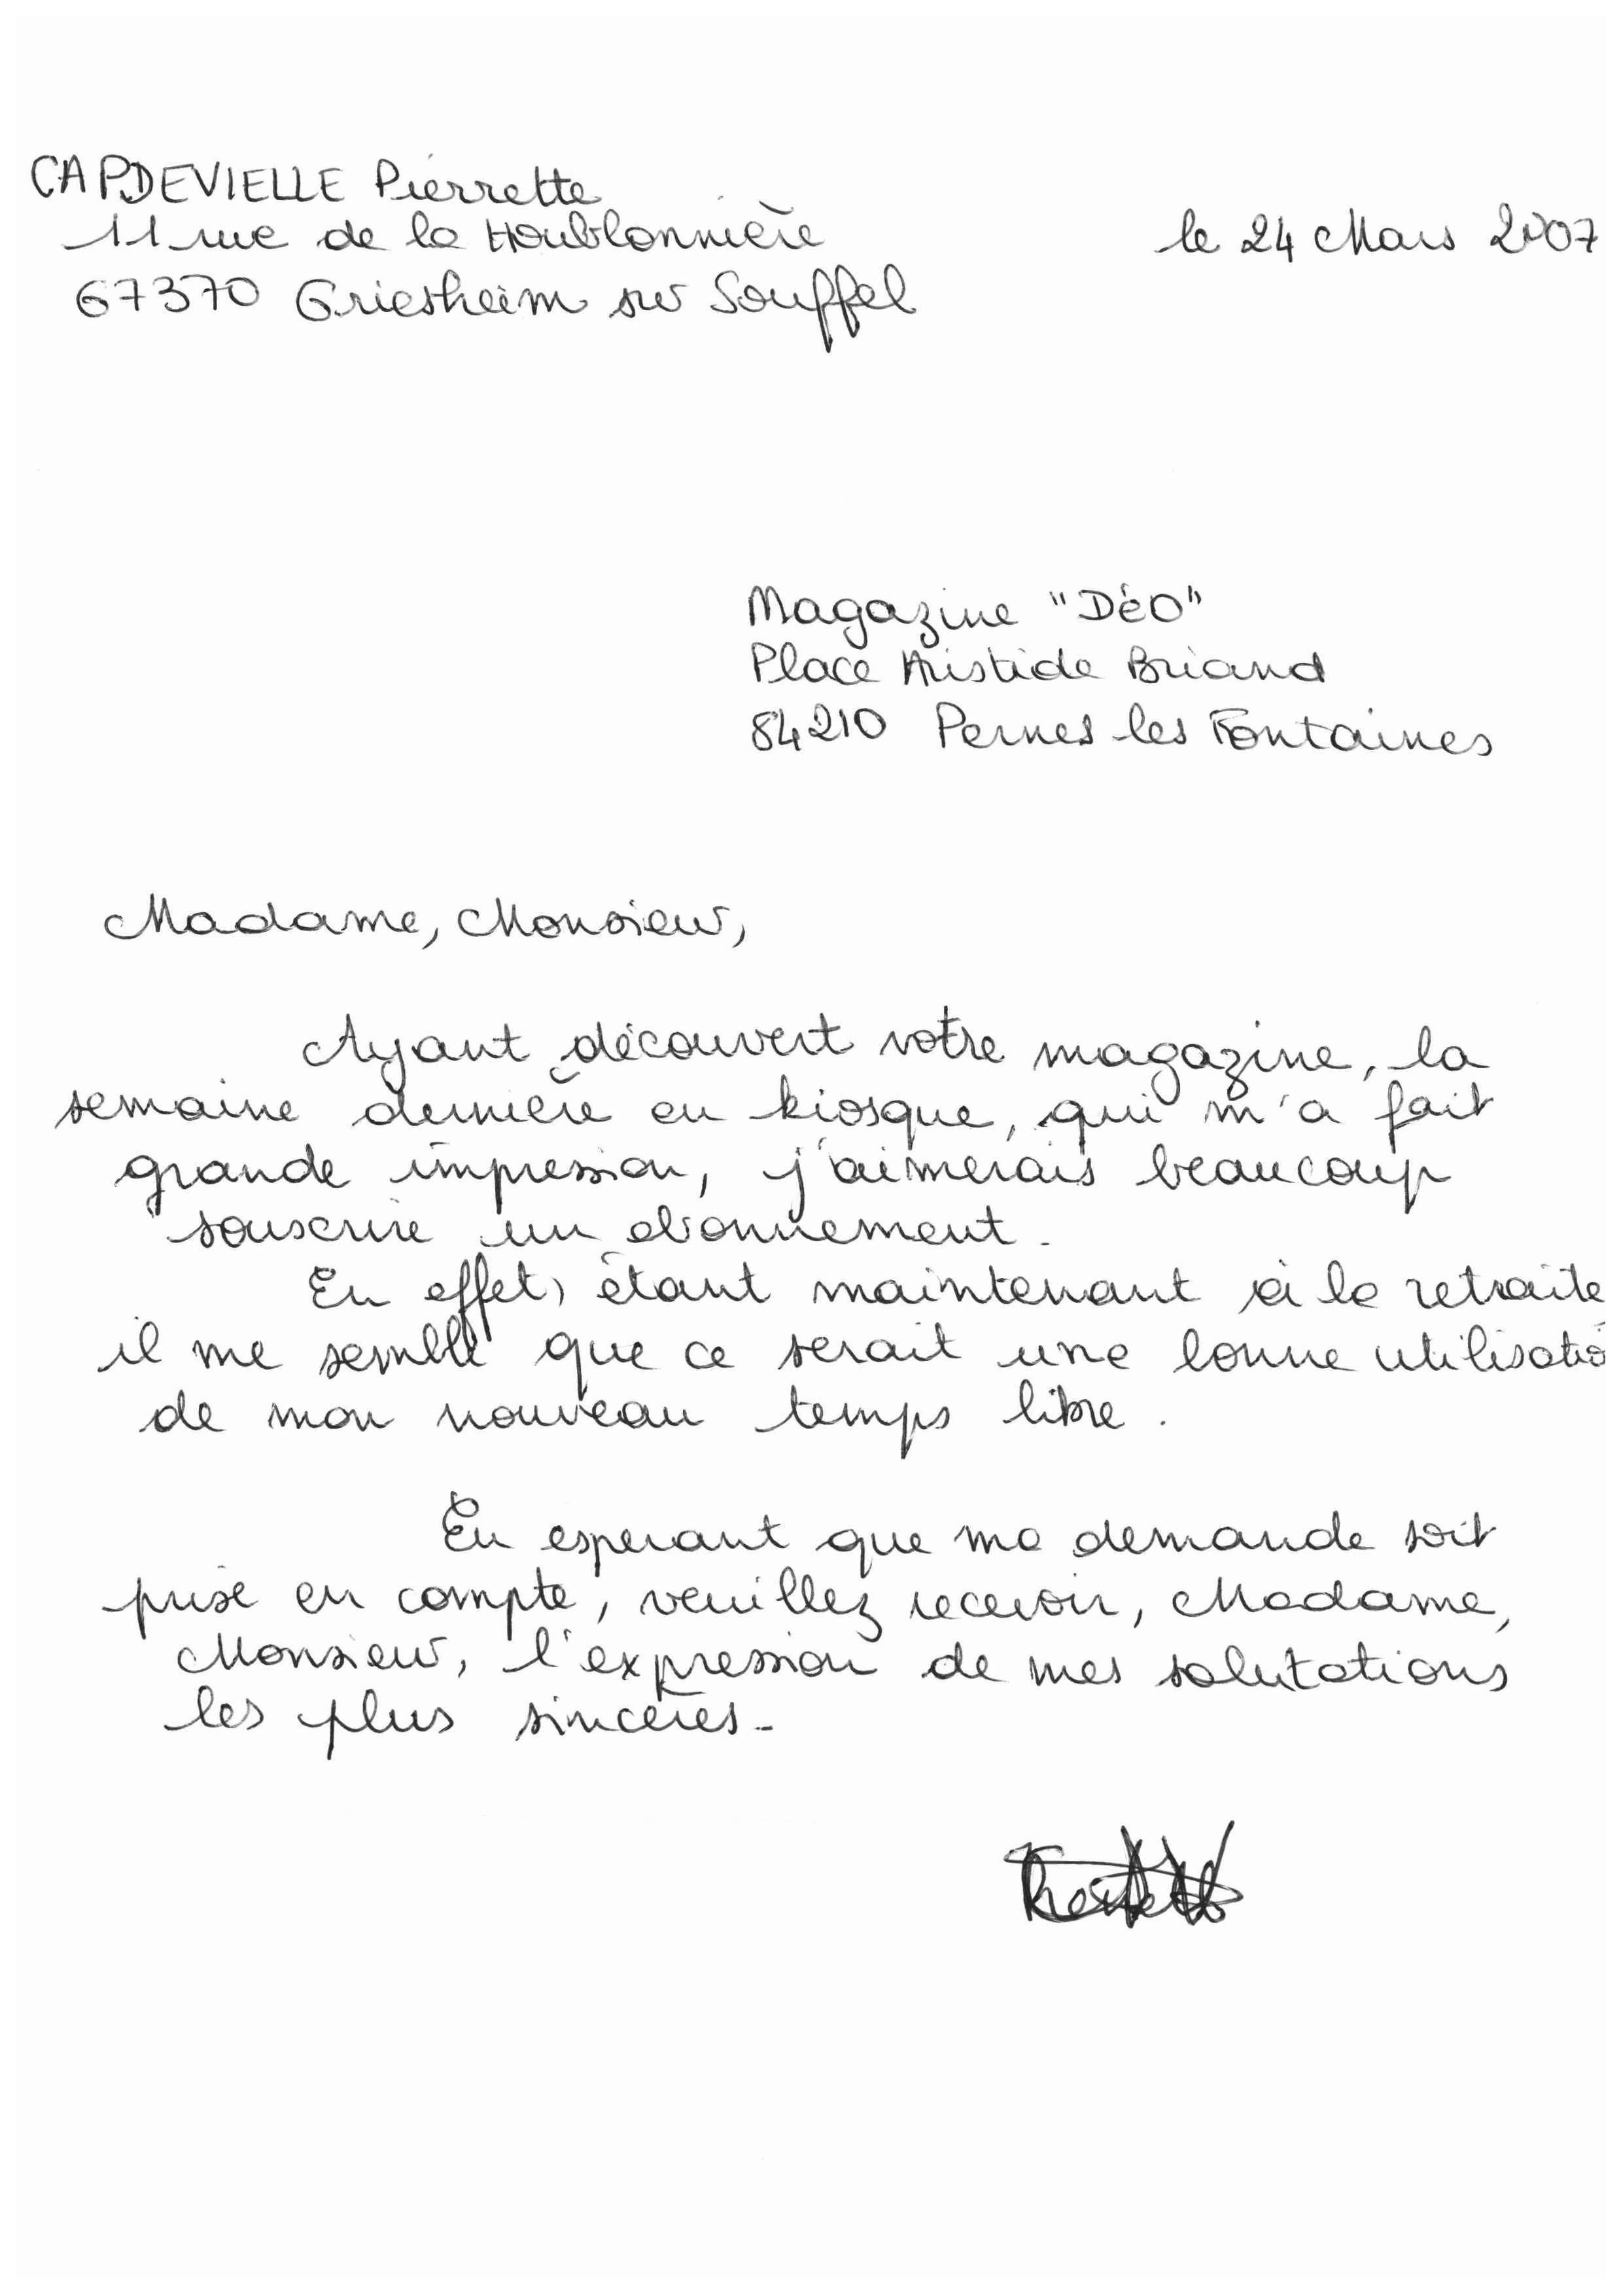 CAPDEVIELLE Pierrette
11 rue de la Houblonnière
le 24 Mars 2007
67370 Griesheim sur Souffel
Magazine "Déo"
Place Aristide Briand
84210 Pernes les Fontaines
Madame, Monsieur,
Ayant découvert votre magazine, la
semaine dernière en kiosque, qui m'a fait
grande impression, j'aimerais beaucoup
souscrire un abonnement.
En effet, étant maintenant à la retraite
il me semble que ce serait une bonne utilisatio
de mon nouveau temps libre.
En esperant que ma demande soit
prise en compte, veuillez recevoir, Madame,
Monsieur, l'expression de mes salutations
les plus sincères.